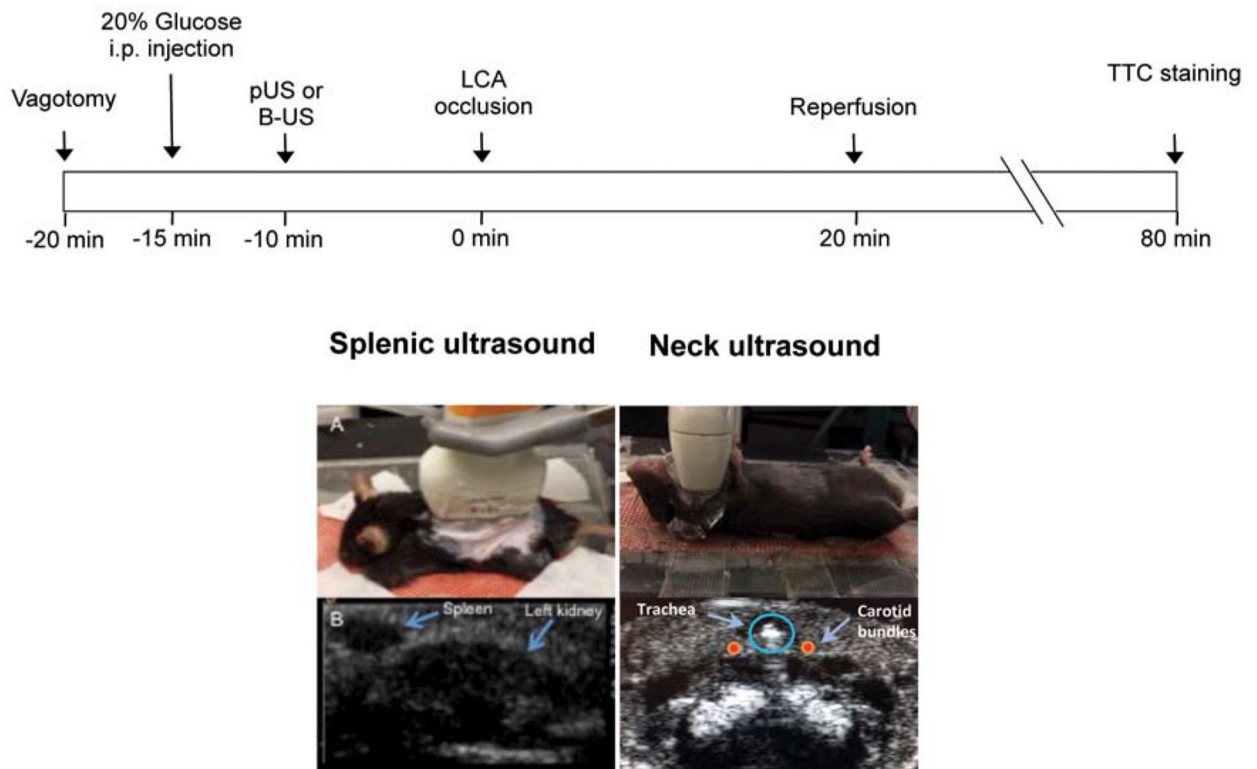 20% Glucose
i.p. injection
Vagotomy
pUS or
B-US
LCA
occlusion
Reperfusion
TTC staining
-20 min
-15 min
-10 min
0 min
20 min
80 min
Splenic ultrasound
Neck ultrasound
A
B
Spleen
Left kidney
Trachea
Carotid
bundles